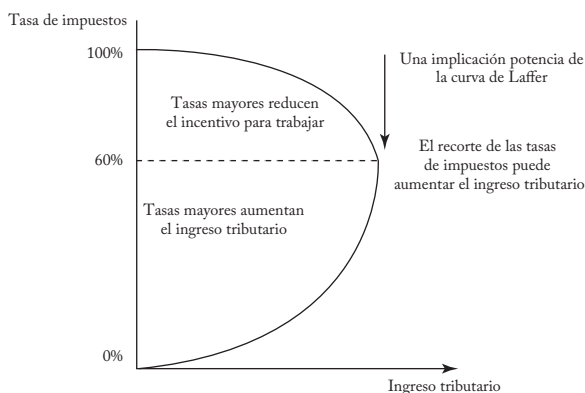 Tasa de impuestos
100%
Una implicación potencia de
la curva de Laffer
Tasas mayores reducen
el incentivo para trabajar
El recorte de las tasas
de impuestos puede
aumentar el ingreso tributario
60%
Tasas mayores aumentan
el ingreso tributario
0%
Ingreso tributario